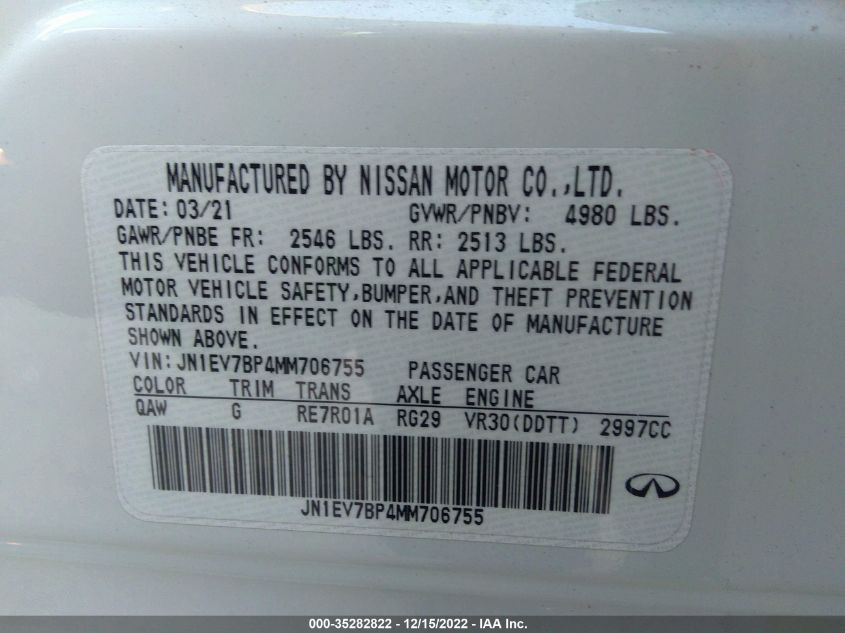 MANUFACTURED BY NISSAN MOTOR CO.,LTD.
DATE: 03/21 GVWR/PNBV: 4980 LBS.
GAWR/PNBE FR: 2546 LBS. RR: 2513 LBS.
THIS VEHICLE CONFORMS TO ALL APPLICABLE FEDERAL
MOTOR VEHICLE SAFETY,BUMPER,AND THEFT PREVENTION
STANDARDS IN EFFECT ON THE DATE OF MANUFACTURE
SHOWN ABOVE.
VIN: JN1EV7BP4MM706755 PASSENGER CAR
COLOR TRIM TRANS AXLE ENGINE
QAW G RE7R01A RG29 VR30(DDTT) 2997CC
JN1EV7BP4MM706755
000-35282822 - 12/15/2022 - IAA Inc.